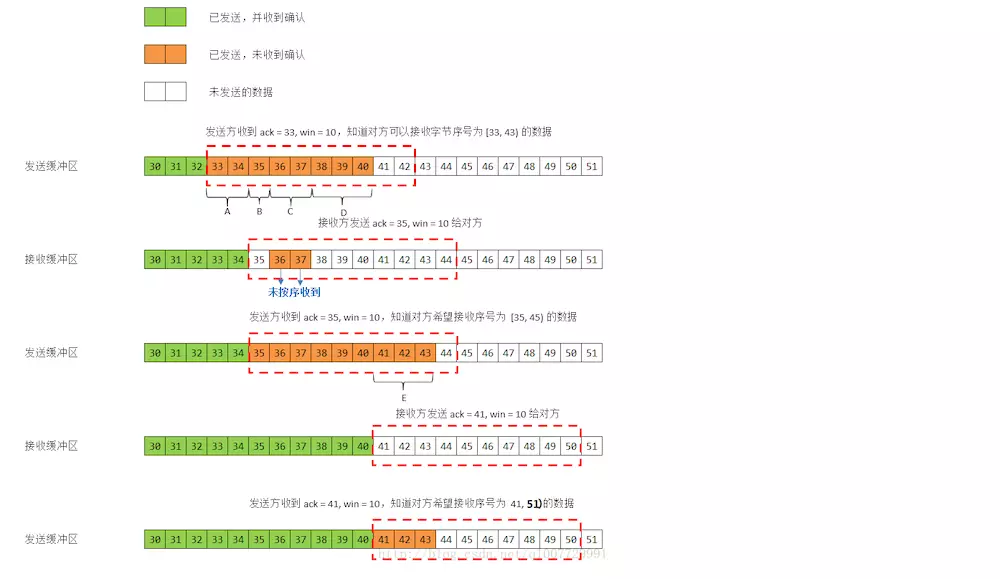 已发送，并收到确认
已发送，未收到确认
未发送的数据
发送方收到 ack = 33, win = 10，知道对方可以接收字节序号为 [33, 43) 的数据
发送缓冲区 30 31 32 33 34 35 36 37 38 39 40 41 42 43 44 45 46 47 48 49 50 51
A B C D
接收方发送 ack = 35, win = 10 给对方
接收缓冲区 30 31 32 33 34 35 36 37 38 39 40 41 42 43 44 45 46 47 48 49 50 51
未按序收到
发送方收到 ack = 35, win = 10，知道对方希望接收序号为 [35, 45) 的数据
发送缓冲区 30 31 32 33 34 35 36 37 38 39 40 41 42 43 44 45 46 47 48 49 50 51
E
接收方发送 ack = 41, win = 10 给对方
接收缓冲区 30 31 32 33 34 35 36 37 38 39 40 41 42 43 44 45 46 47 48 49 50 51
发送方收到 ack = 41, win = 10，知道对方希望接收序号为 41, 51)的数据
发送缓冲区 30 31 32 33 34 35 36 37 38 39 40 41 42 43 44 45 46 47 48 49 50 51